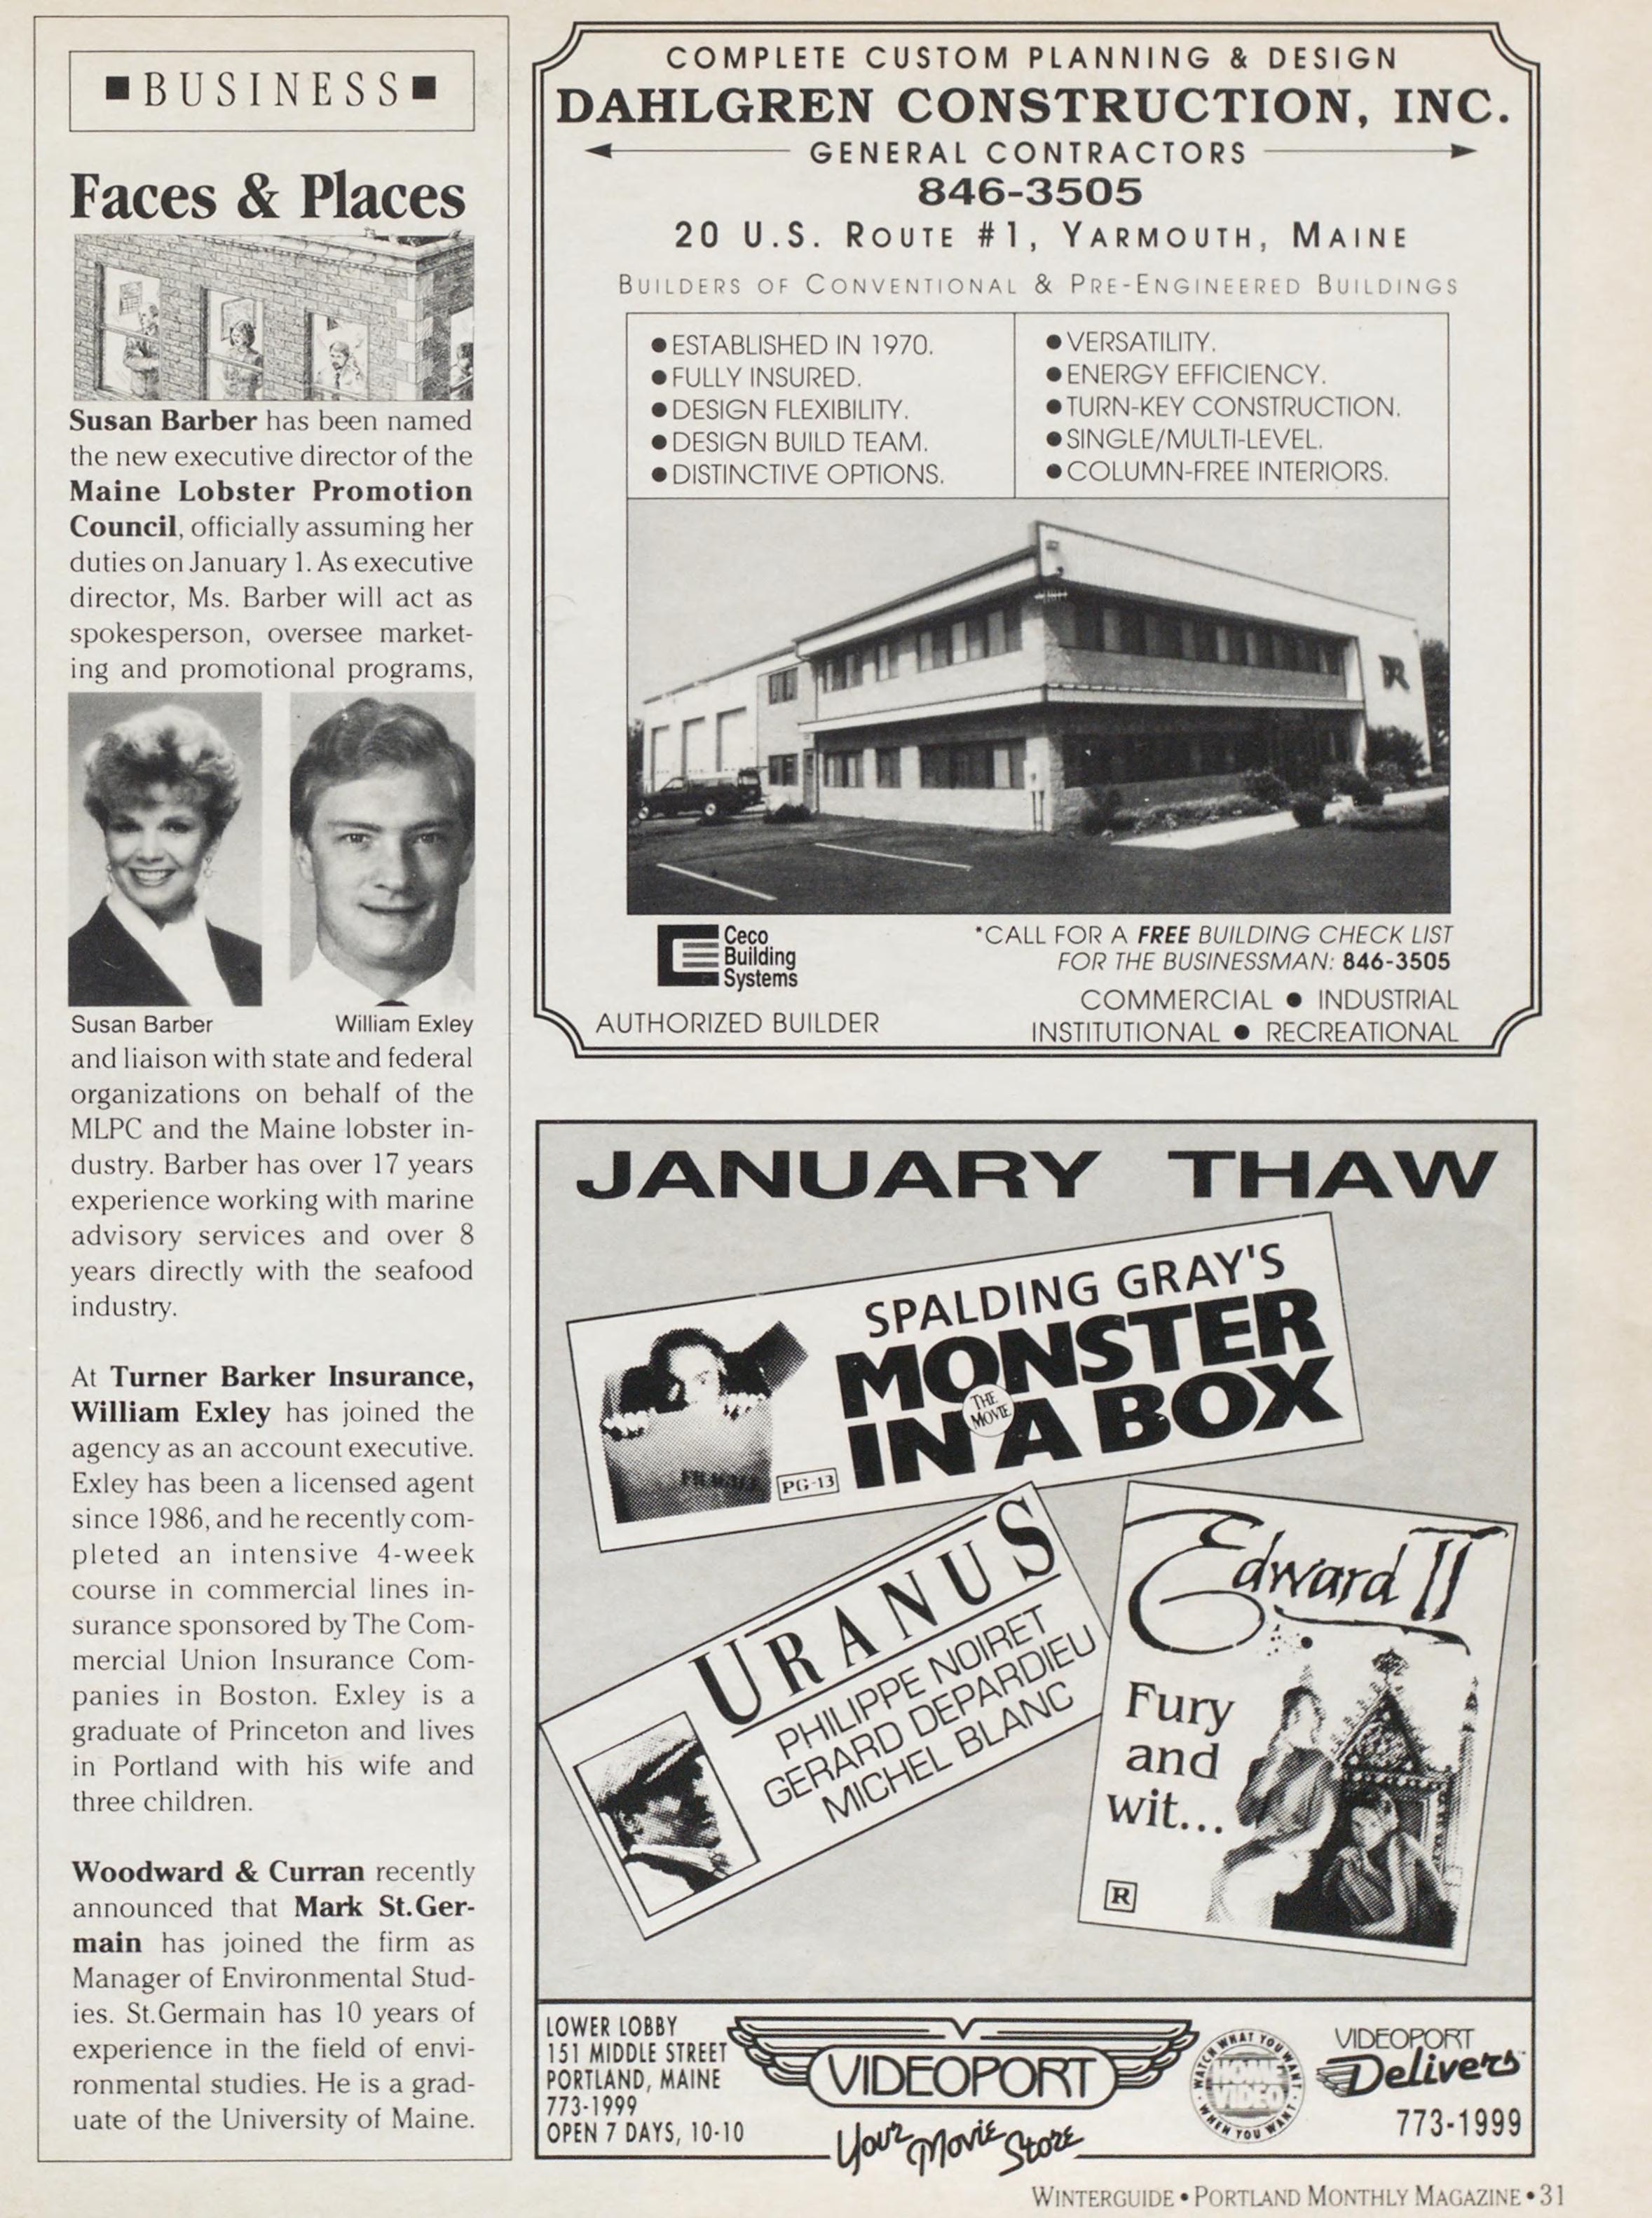 ■BUSINESS■
Faces & Places
Susan Barber has been named
the new executive director of the
Maine Lobster Promotion
Council, officially assuming her
duties on January 1. As executive
director, Ms. Barber will act as
spokesperson, oversee market-
ing and promotional programs,
Susan Barber
William Exley
and liaison with state and federal
organizations on behalf of the
MLPC and the Maine lobster in-
dustry. Barber has over 17 years
experience working with marine
advisory services and over 8
years directly with the seafood
industry.
At Turner Barker Insurance,
William Exley has joined the
agency as an account executive.
Exley has been a licensed agent
since 1986, and he recently com-
pleted an intensive 4-week
course in commercial lines in-
surance sponsored by The Com-
mercial Union Insurance Com-
panies in Boston. Exley is a
graduate of Princeton and lives
in Portland with his wife and
three children.
Woodward & Curran recently
announced that Mark St.Ger-
main has joined the firm as
Manager of Environmental Stud-
ies. St.Germain has 10 years of
experience in the field of envi-
ronmental studies. He is a grad-
uate of the University of Maine.
COMPLETE CUSTOM PLANNING & DESIGN
DAHLGREN CONSTRUCTION, INC.
GENERAL CONTRACTORS
846-3505
20 U.S. ROUTE #1, YARMOUTH, MAINE
BUILDERS OF CONVENTIONAL & PRE-ENGINEERED BUILDINGS
● ESTABLISHED IN 1970.
● FULLY INSURED.
● DESIGN FLEXIBILITY.
● DESIGN BUILD TEAM.
● DISTINCTIVE OPTIONS.
● VERSATILITY.
● ENERGY EFFICIENCY.
● TURN-KEY CONSTRUCTION.
● SINGLE/MULTI-LEVEL.
● COLUMN-FREE INTERIORS.
R
Ceco
Building
Systems
AUTHORIZED BUILDER
*CALL FOR A FREE BUILDING CHECK LIST
FOR THE BUSINESSMAN: 846-3505
COMMERCIAL ● INDUSTRIAL
INSTITUTIONAL ● RECREATIONAL
JANUARY THAW
SPALDING GRAY'S
MONSTER
IN A BOX
THE
MOVIE
FRAGILE
PG-13
URANUS
PHILIPPE NOIRET
GERARD DEPARDIEU
MICHEL BLANC
Edward II
Fury
and
wit...
R
LOWER LOBBY
151 MIDDLE STREET
PORTLAND, MAINE
773-1999
OPEN 7 DAYS, 10-10
VIDEOPORT
Your Movie Store
WATCH WHAT YOU WANT
HOME
VIDEO
WHEN YOU WANT
VIDEOPORT
Delivers
773-1999
WINTERGUIDE • PORTLAND MONTHLY MAGAZINE • 31